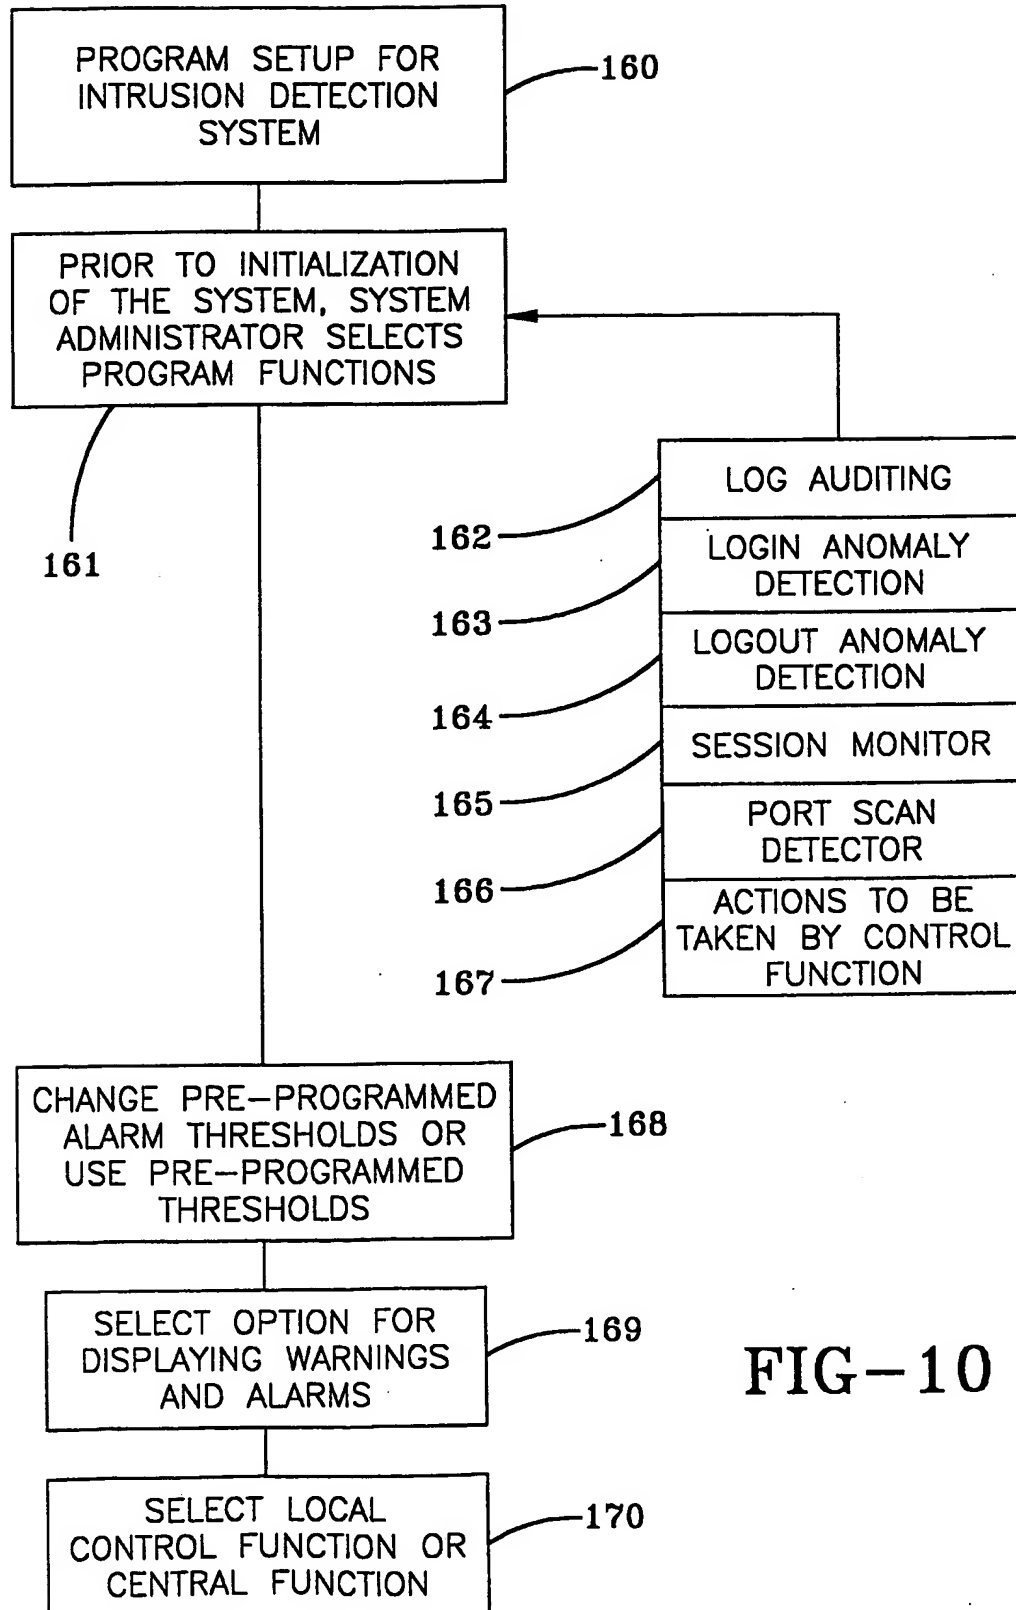 PROGRAM SETUP FOR
INTRUSION DETECTION
SYSTEM
160
PRIOR TO INITIALIZATION
OF THE SYSTEM, SYSTEM
ADMINISTRATOR SELECTS
PROGRAM FUNCTIONS
161
LOG AUDITING
162
LOGIN ANOMALY
DETECTION
163
LOGOUT ANOMALY
DETECTION
164
SESSION MONITOR
165
PORT SCAN
DETECTOR
166
ACTIONS TO BE
TAKEN BY CONTROL
FUNCTION
167
CHANGE PRE-PROGRAMMED
ALARM THRESHOLDS OR
USE PRE-PROGRAMMED
THRESHOLDS
168
SELECT OPTION FOR
DISPLAYING WARNINGS
AND ALARMS
169
SELECT LOCAL
CONTROL FUNCTION OR
CENTRAL FUNCTION
170
FIG-10